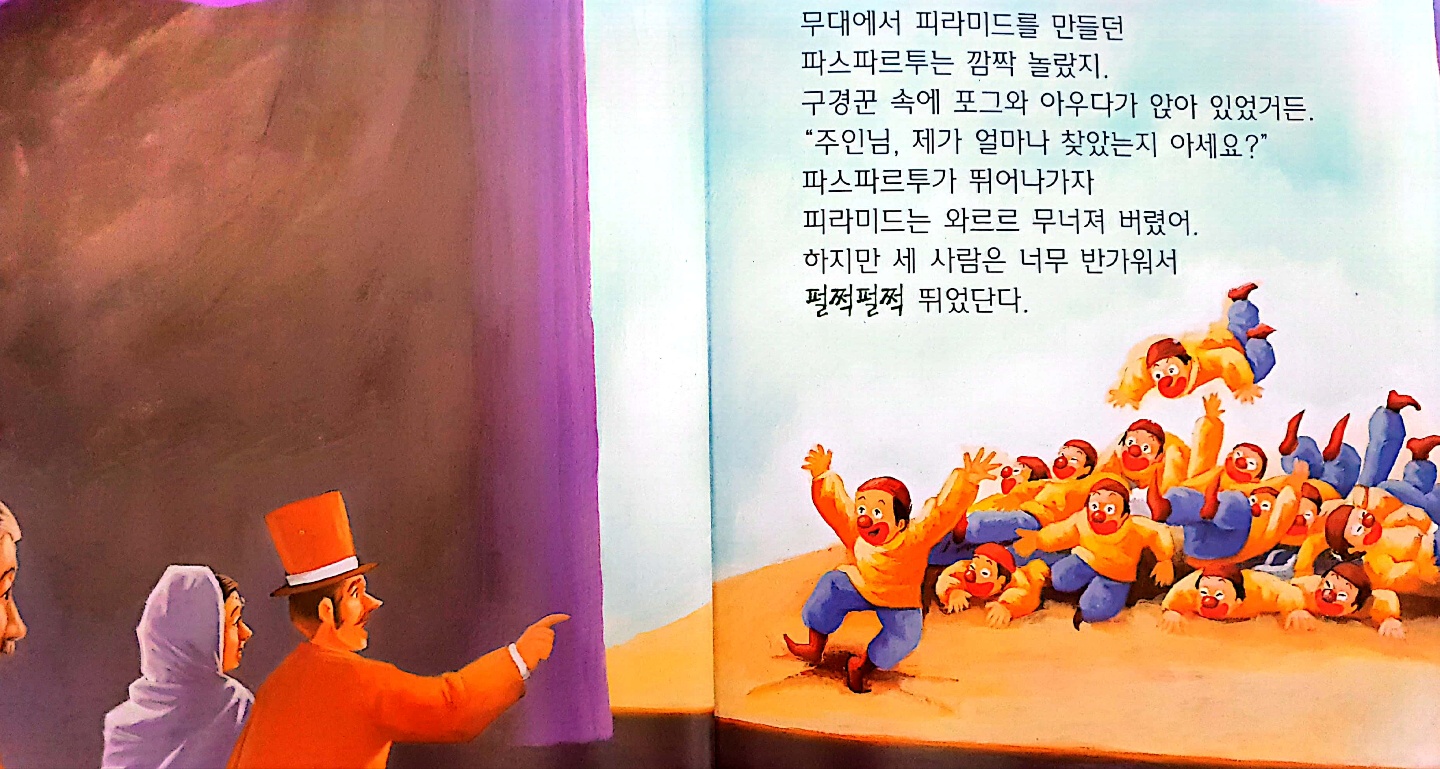 무대에서 피라미드를 만들던
파스파르투는 깜짝 놀랐지.
구경꾼 속에 포그와 아우다가 앉아 있었거든.
“주인님, 제가 얼마나 찾았는지 아세요?”
파스파르투가 뛰어나가자
피라미드는 와르르 무너져 버렸어.
하지만 세 사람은 너무 반가워서
펄쩍펄쩍 뛰었단다.